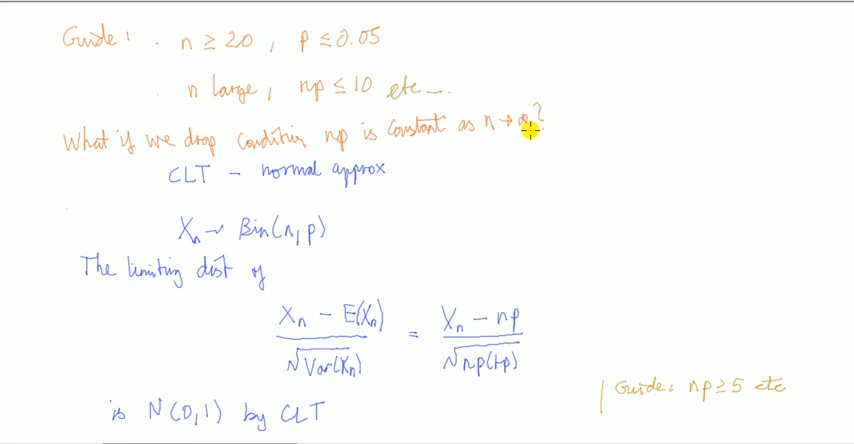 Guide: n ≥ 20, p ≤ 0.05
n large, np ≤ 10 etc...
What if we drop condition np is constant as n → ∞?
CLT - normal approx
Xₙ ~ Bin(n, p)
The limiting dist of
(Xₙ - E(Xₙ)) / √Var(Xₙ) = (Xₙ - np) / √np(1-p)
Guide: np ≥ 5 etc
is N(0,1) by CLT